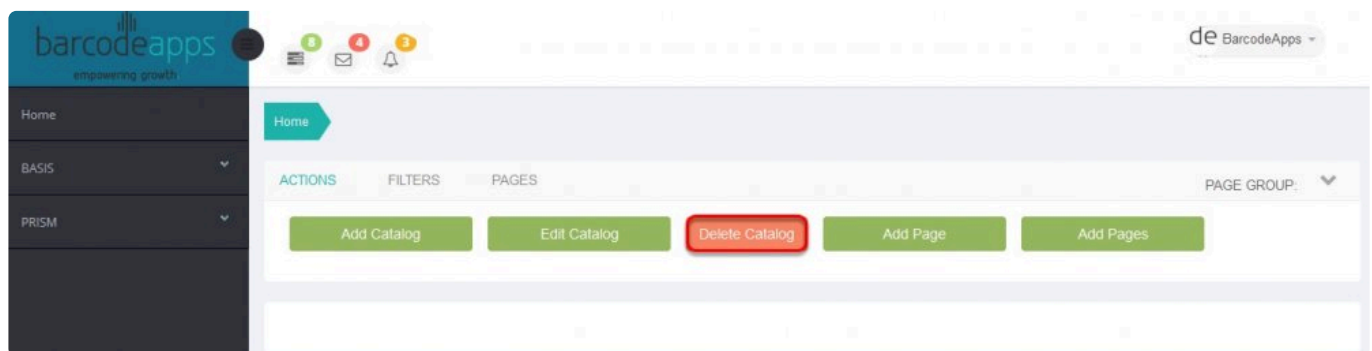 barcodeapps
empowering growth
8 4 3
de BarcodeApps
Home
BASIS
PRISM
Home
ACTIONS FILTERS PAGES PAGE GROUP:
Add Catalog Edit Catalog Delete Catalog Add Page Add Pages